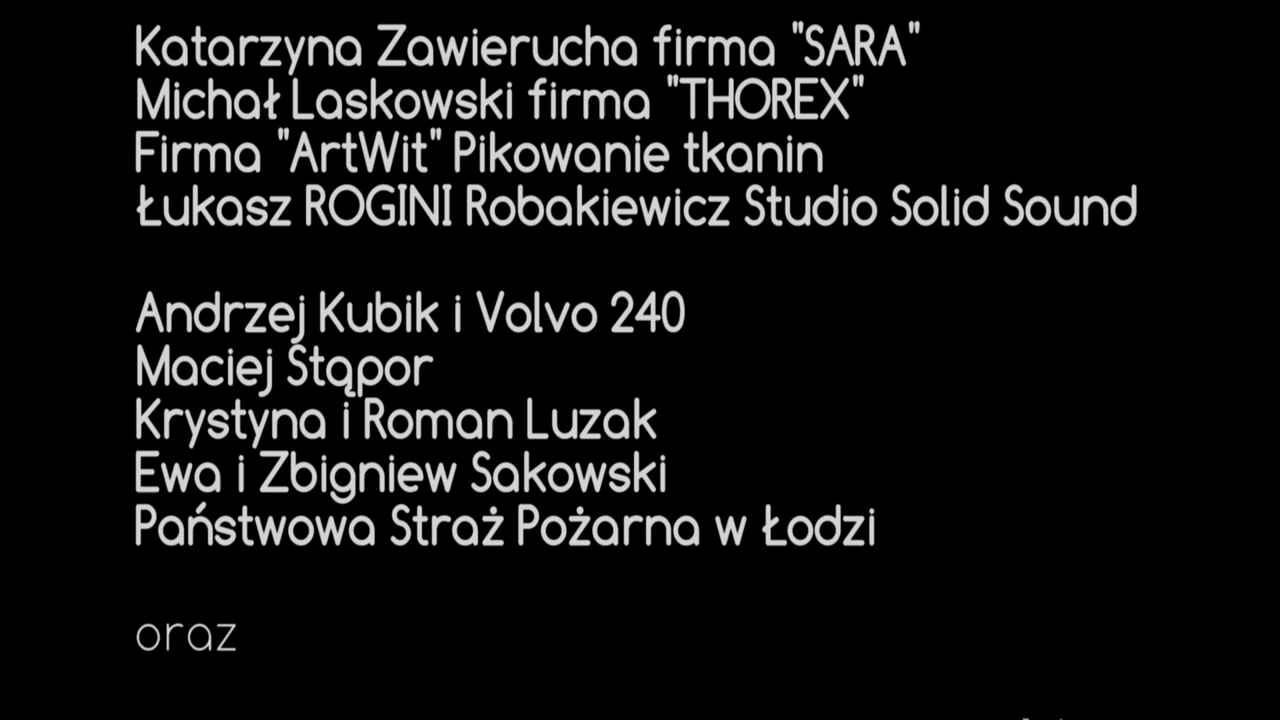 Katarzyna Zawierucha firma "SARA"
Michał Laskowski firma "THOREX"
Firma "ArtWit" Pikowanie tkanin
Łukasz ROGINI Robakiewicz Studio Solid Sound
Andrzej Kubik i Volvo 240
Maciej Stąpor
Krystyna i Roman Luzak
Ewa i Zbigniew Sakowski
Państwowa Straż Pożarna w Łodzi
oraz